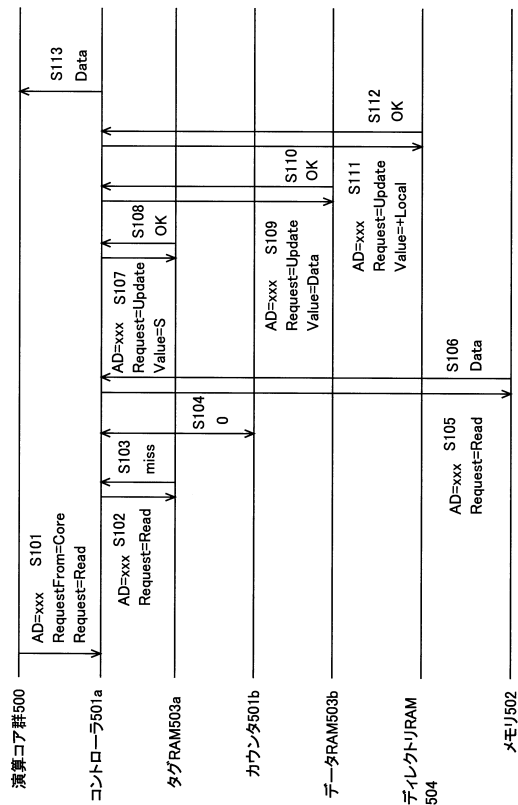 演算コア群500
コントローラ501a
タグRAM503a
カウンタ501b
データRAM503b
ディレクトリRAM
504
メモリ502
AD=xxx S101
RequestFrom=Core
Request=Read
AD=xxx S102
Request=Read
S103
miss
S104
0
AD=xxx S105
Request=Read
S106
Data
AD=xxx S107
Request=Update
Value=S
S108
OK
AD=xxx S109
Request=Update
Value=Data
S110
OK
AD=xxx S111
Request=Update
Value=+Local
S112
OK
S113
Data